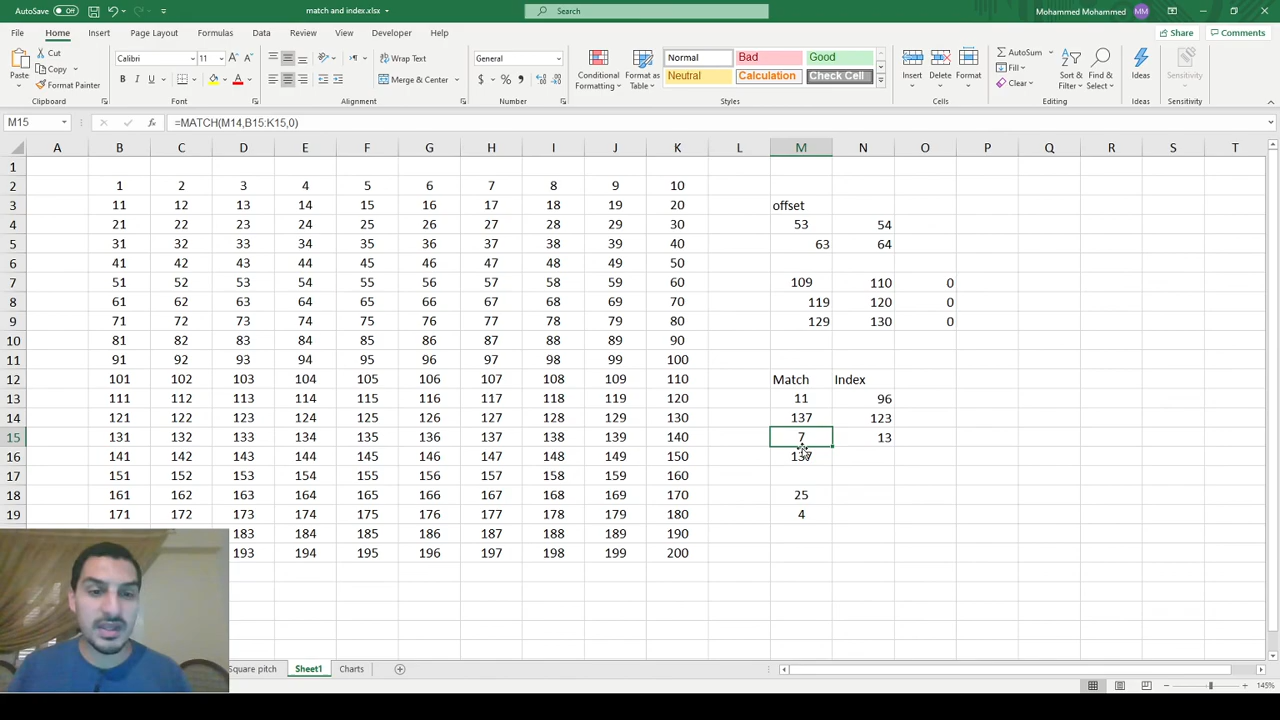 AutoSave Off match and index.xlsx Search Mohammed Mohammed MM
File Home Insert Page Layout Formulas Data Review View Developer Help Share Comments
Paste Cut Copy Format Painter Calibri 11 Wrap Text Merge & Center General Conditional Formatting Format as Table Normal Bad Good Neutral Calculation Check Cell Insert Delete Format AutoSum Fill Clear Sort & Filter Find & Select Ideas Sensitivity
Clipboard Font Alignment Number Styles Cells Editing Ideas Sensitivity
M15 =MATCH(M14,B15:K15,0)
A B C D E F G H I J K L M N O P Q R S T
1
2 1 2 3 4 5 6 7 8 9 10
3 11 12 13 14 15 16 17 18 19 20 offset
4 21 22 23 24 25 26 27 28 29 30 53 54
5 31 32 33 34 35 36 37 38 39 40 63 64
6 41 42 43 44 45 46 47 48 49 50
7 51 52 53 54 55 56 57 58 59 60 109 110 0
8 61 62 63 64 65 66 67 68 69 70 119 120 0
9 71 72 73 74 75 76 77 78 79 80 129 130 0
10 81 82 83 84 85 86 87 88 89 90
11 91 92 93 94 95 96 97 98 99 100
12 101 102 103 104 105 106 107 108 109 110 Match Index
13 111 112 113 114 115 116 117 118 119 120 11 96
14 121 122 123 124 125 126 127 128 129 130 137 123
15 131 132 133 134 135 136 137 138 139 140 7 13
16 141 142 143 144 145 146 147 148 149 150 137
17 151 152 153 154 155 156 157 158 159 160
18 161 162 163 164 165 166 167 168 169 170 25
19 171 172 173 174 175 176 177 178 179 180 4
183 184 185 186 187 188 189 190
193 194 195 196 197 198 199 200
Square pitch Sheet1 Charts
145%